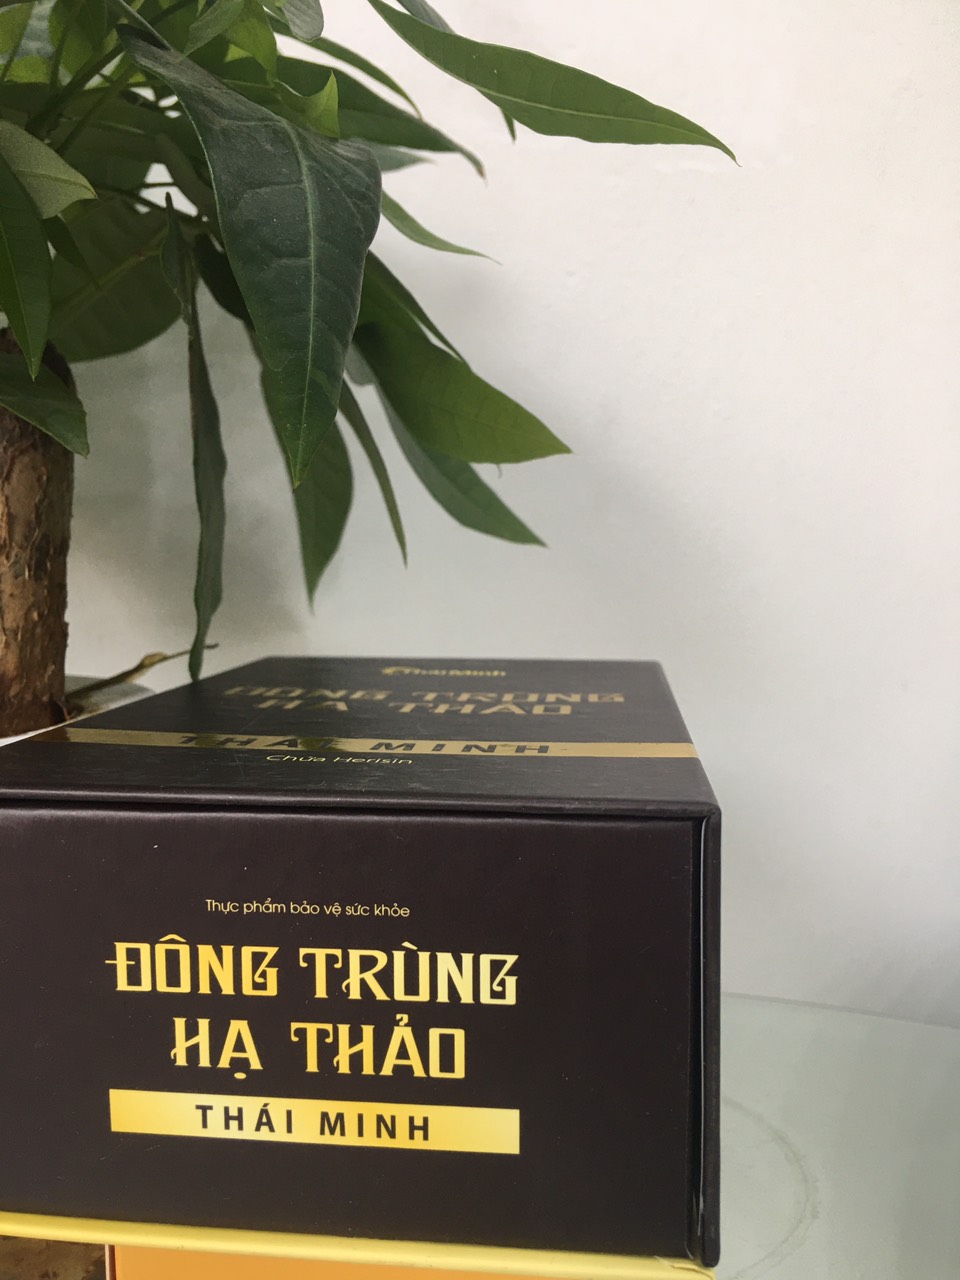 Thái Minh
ĐÔNG TRÙNG
HẠ THẢO
THÁI MINH
Chứa Herisin
Thực phẩm bảo vệ sức khỏe
ĐÔNG TRÙNG
HẠ THẢO
THÁI MINH